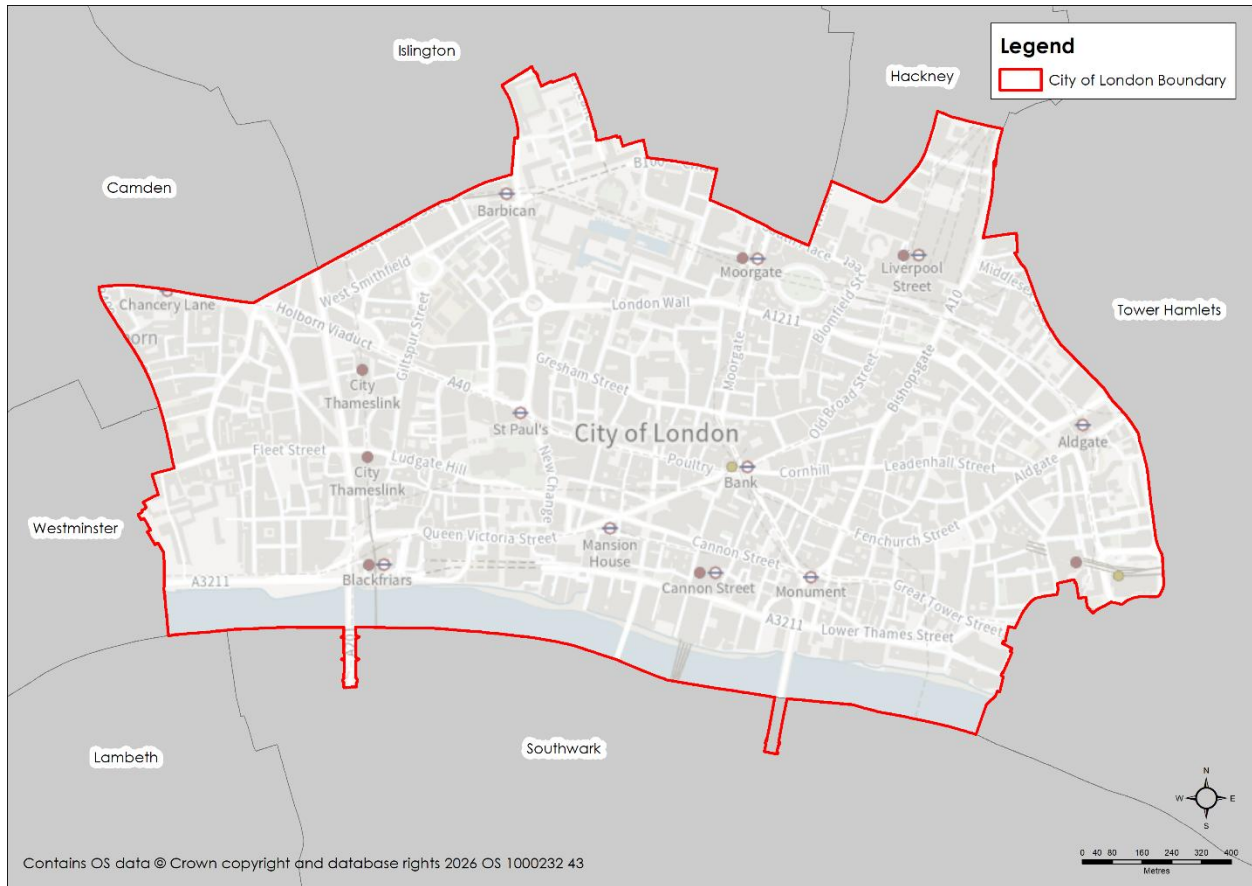 Islington
Legend
City of London Boundary
Hackney
Camden
Barbican
Moorgate
Liverpool
Street
Middlesex
Chancery Lane
West Smithfield
Holborn Viaduct
Giltspur Street
London Wall
A1211
Blomfield St
A10
Tower Hamlets
City
Thameslink
A40
Gresham Street
Moorgate
Old Broad Street
Bishopsgate
St Paul's
City of London
Aldgate
Fleet Street
Ludgate Hill
New Change
Poultry
Bank
Cornhill
Leadenhall Street
Aldgate
City
Thameslink
Westminster
Queen Victoria Street
Mansion
House
Cannon Street
Fenchurch Street
A3211
Blackfriars
Cannon Street
Monument
Great Tower Street
A3211
Lower Thames Street
Lambeth
Southwark
N
W E
S
0 40 80 160 240 320 400
Metres
Contains OS data © Crown copyright and database rights 2026 OS 1000232 43